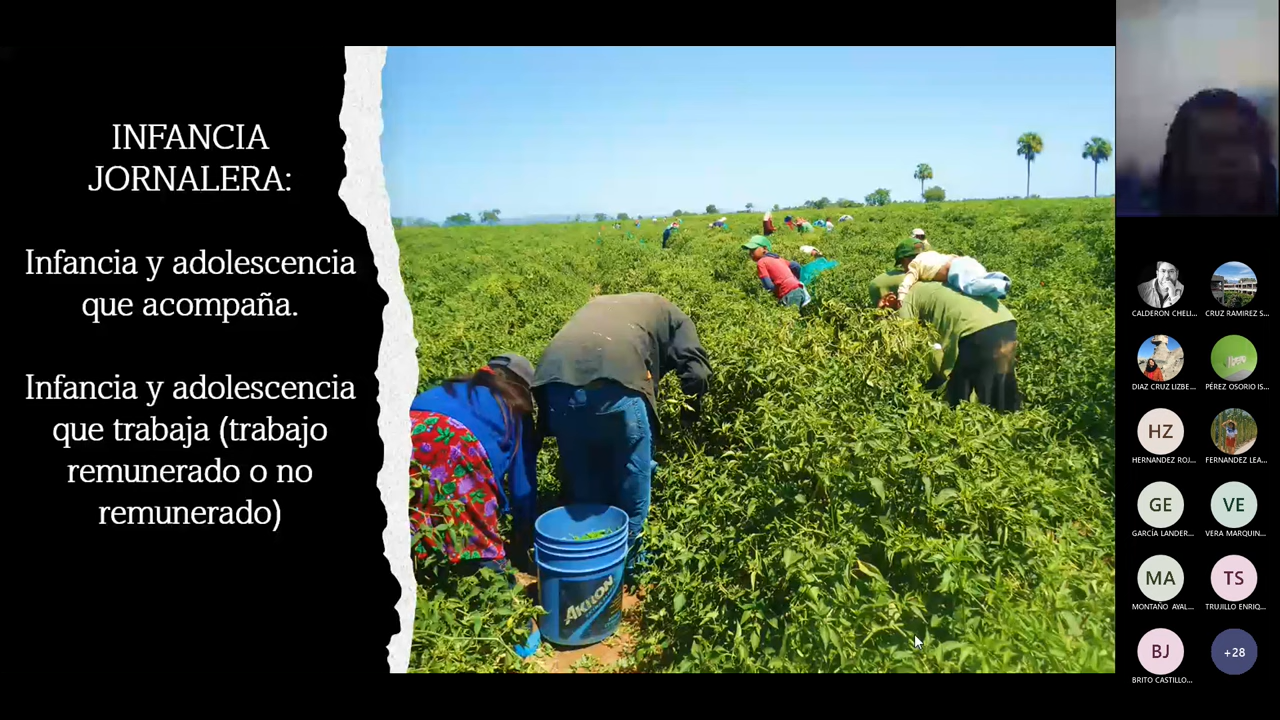 INFANCIA
JORNALERA:
Infancia y adolescencia
que acompaña.
Infancia y adolescencia
que trabaja (trabajo
remunerado o no
remunerado)
AKRON
CALDERON CHELI...
CRUZ RAMIREZ S...
DIAZ CRUZ LIZBE...
PÉREZ OSORIO IS...
HZ
HERNANDEZ ROJ...
FERNANDEZ LEA...
GE
GARCÍA LANDER...
VE
VERA MARQUIN...
MA
MONTAÑO AYAL...
TS
TRUJILLO ENRIQ...
BJ
BRITO CASTILLO...
+28